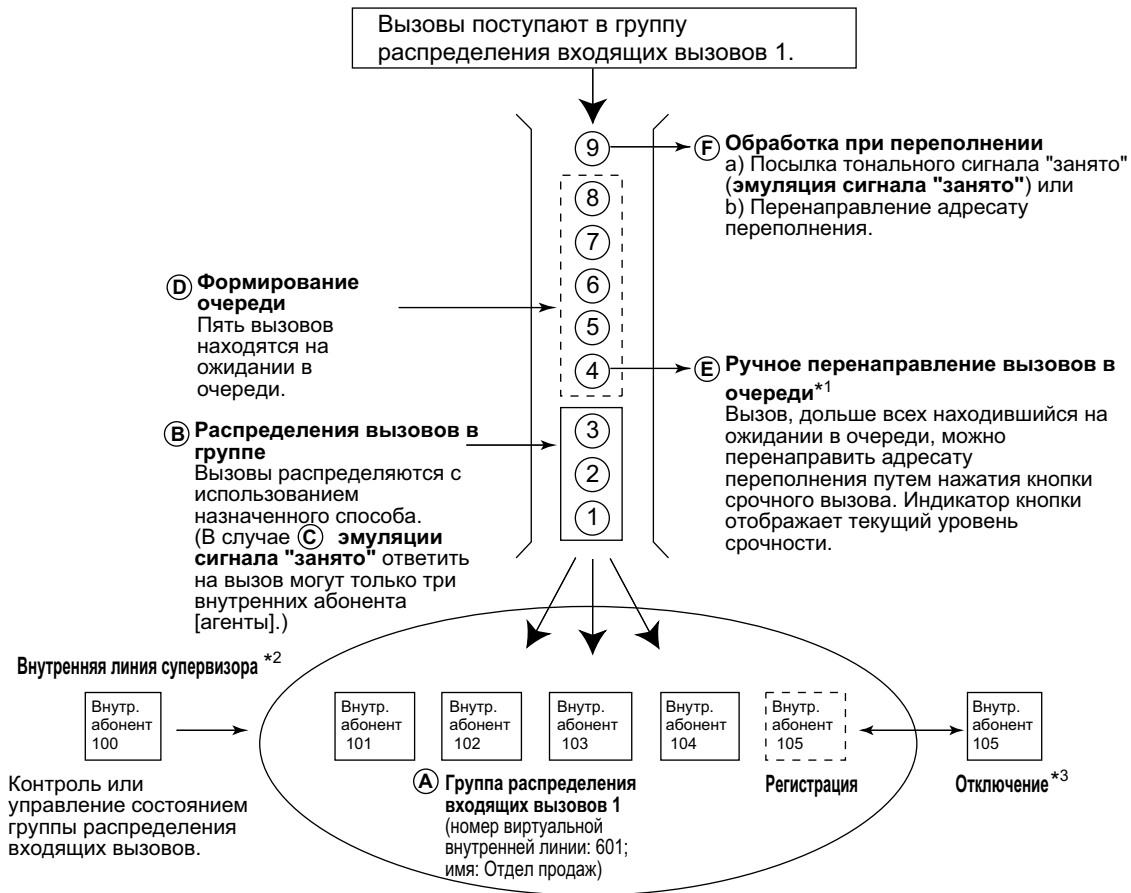 Вызовы поступают в группу
распределения входящих вызовов 1.
9
F Обработка при переполнении
a) Посылка тонального сигнала "занято"
(эмуляция сигнала "занято") или
b) Перенаправление адресату
переполнения.
8
7
6
5
4
D Формирование
очереди
Пять вызовов
находятся на
ожидании в
очереди.
E Ручное перенаправление вызовов в
очереди*1
Вызов, дольше всех находившийся на
ожидании в очереди, можно
перенаправить адресату
переполнения путем нажатия кнопки
срочного вызова. Индикатор кнопки
отображает текущий уровень
срочности.
B Распределения вызовов в
группе
Вызовы распределяются с
использованием
назначенного способа.
(В случае C эмуляции
сигнала "занято" ответить
на вызов могут только три
внутренних абонента
[агенты].)
3
2
1
Внутренняя линия супервизора *2
Внутр.
абонент
100
Контроль или
управление состоянием
группы распределения
входящих вызовов.
Внутр.
абонент
101
Внутр.
абонент
102
Внутр.
абонент
103
Внутр.
абонент
104
Внутр.
абонент
105
Регистрация
Внутр.
абонент
105
Отключение*3
A Группа распределения
входящих вызовов 1
(номер виртуальной
внутренней линии: 601;
имя: Отдел продаж)